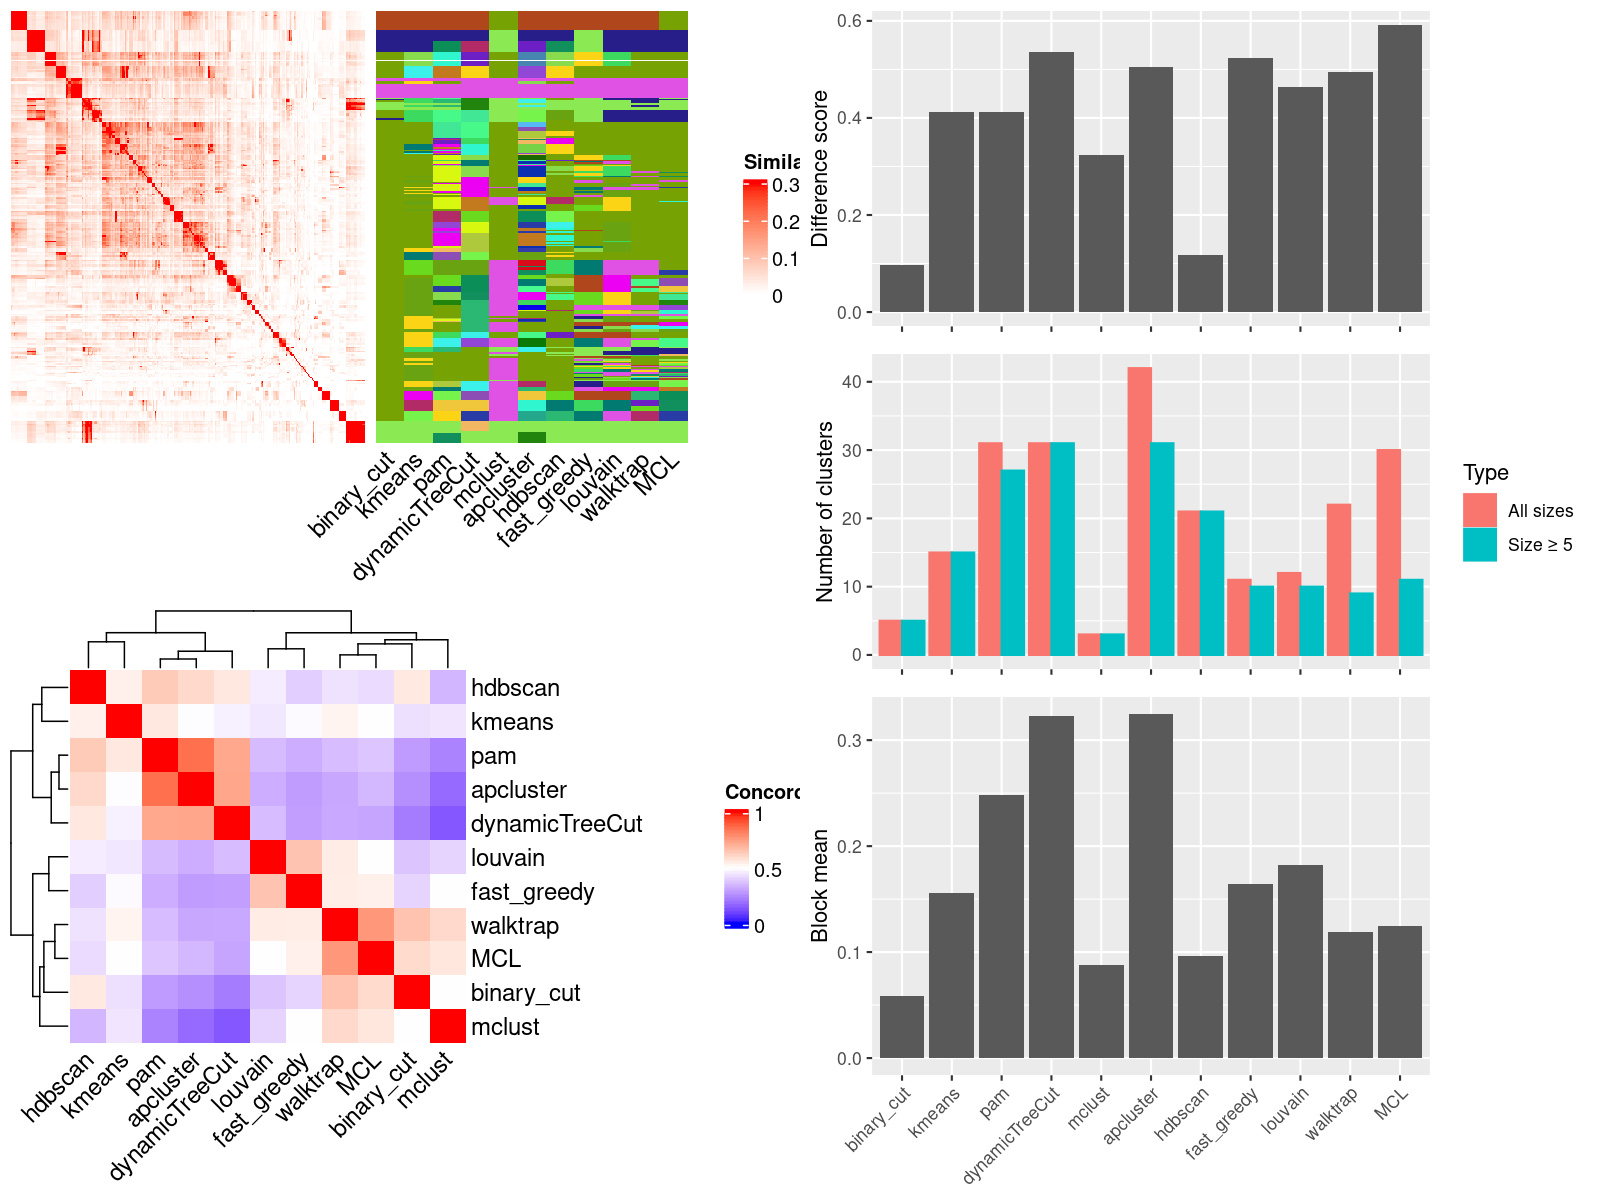 Simila
0.3
0.2
0.1
0
binary_cut
kmeans
pam
dynamicTreeCut
mclust
apcluster
hdbscan
fast_greedy
louvain
walktrap
MCL
hdbscan
kmeans
pam
apcluster
dynamicTreeCut
louvain
fast_greedy
walktrap
MCL
binary_cut
mclust
hdbscan
kmeans
pam
apcluster
dynamicTreeCut
louvain
fast_greedy
walktrap
MCL
binary_cut
mclust
Concord
1
0.5
0
Difference score
0.6
0.4
0.2
0.0
Number of clusters
40
30
20
10
0
Type
All sizes
Size ≥ 5
Block mean
0.3
0.2
0.1
0.0
binary_cut
kmeans
pam
dynamicTreeCut
mclust
apcluster
hdbscan
fast_greedy
louvain
walktrap
MCL